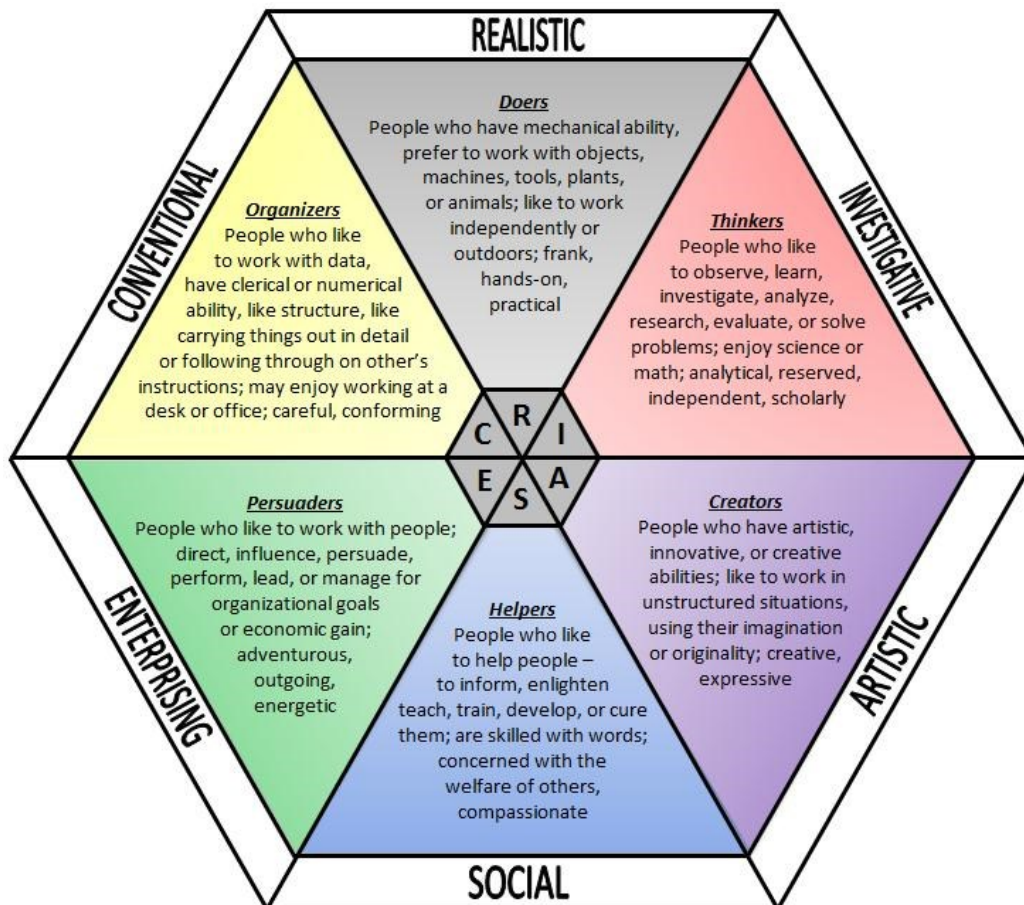 REALISTIC
Doers
People who have mechanical ability,
prefer to work with objects,
machines, tools, plants,
or animals; like to work
independently or
outdoors; frank,
hands-on,
practical
INVESTIGATIVE
Thinkers
People who like
to observe, learn,
investigate, analyze,
research, evaluate, or solve
problems; enjoy science or
math; analytical, reserved,
independent, scholarly
ARTISTIC
Creators
People who have artistic,
innovative, or creative
abilities; like to work in
unstructured situations,
using their imagination
or originality; creative,
expressive
SOCIAL
Helpers
People who like
to help people –
to inform, enlighten
teach, train, develop, or cure
them; are skilled with words;
concerned with the
welfare of others,
compassionate
ENTERPRISING
Persuaders
People who like to work with people;
direct, influence, persuade,
perform, lead, or manage for
organizational goals
or economic gain;
adventurous,
outgoing,
energetic
CONVENTIONAL
Organizers
People who like
to work with data,
have clerical or numerical
ability, like structure, like
carrying things out in detail
or following through on other's
instructions; may enjoy working at a
desk or office; careful, conforming
R
I
A
S
E
C